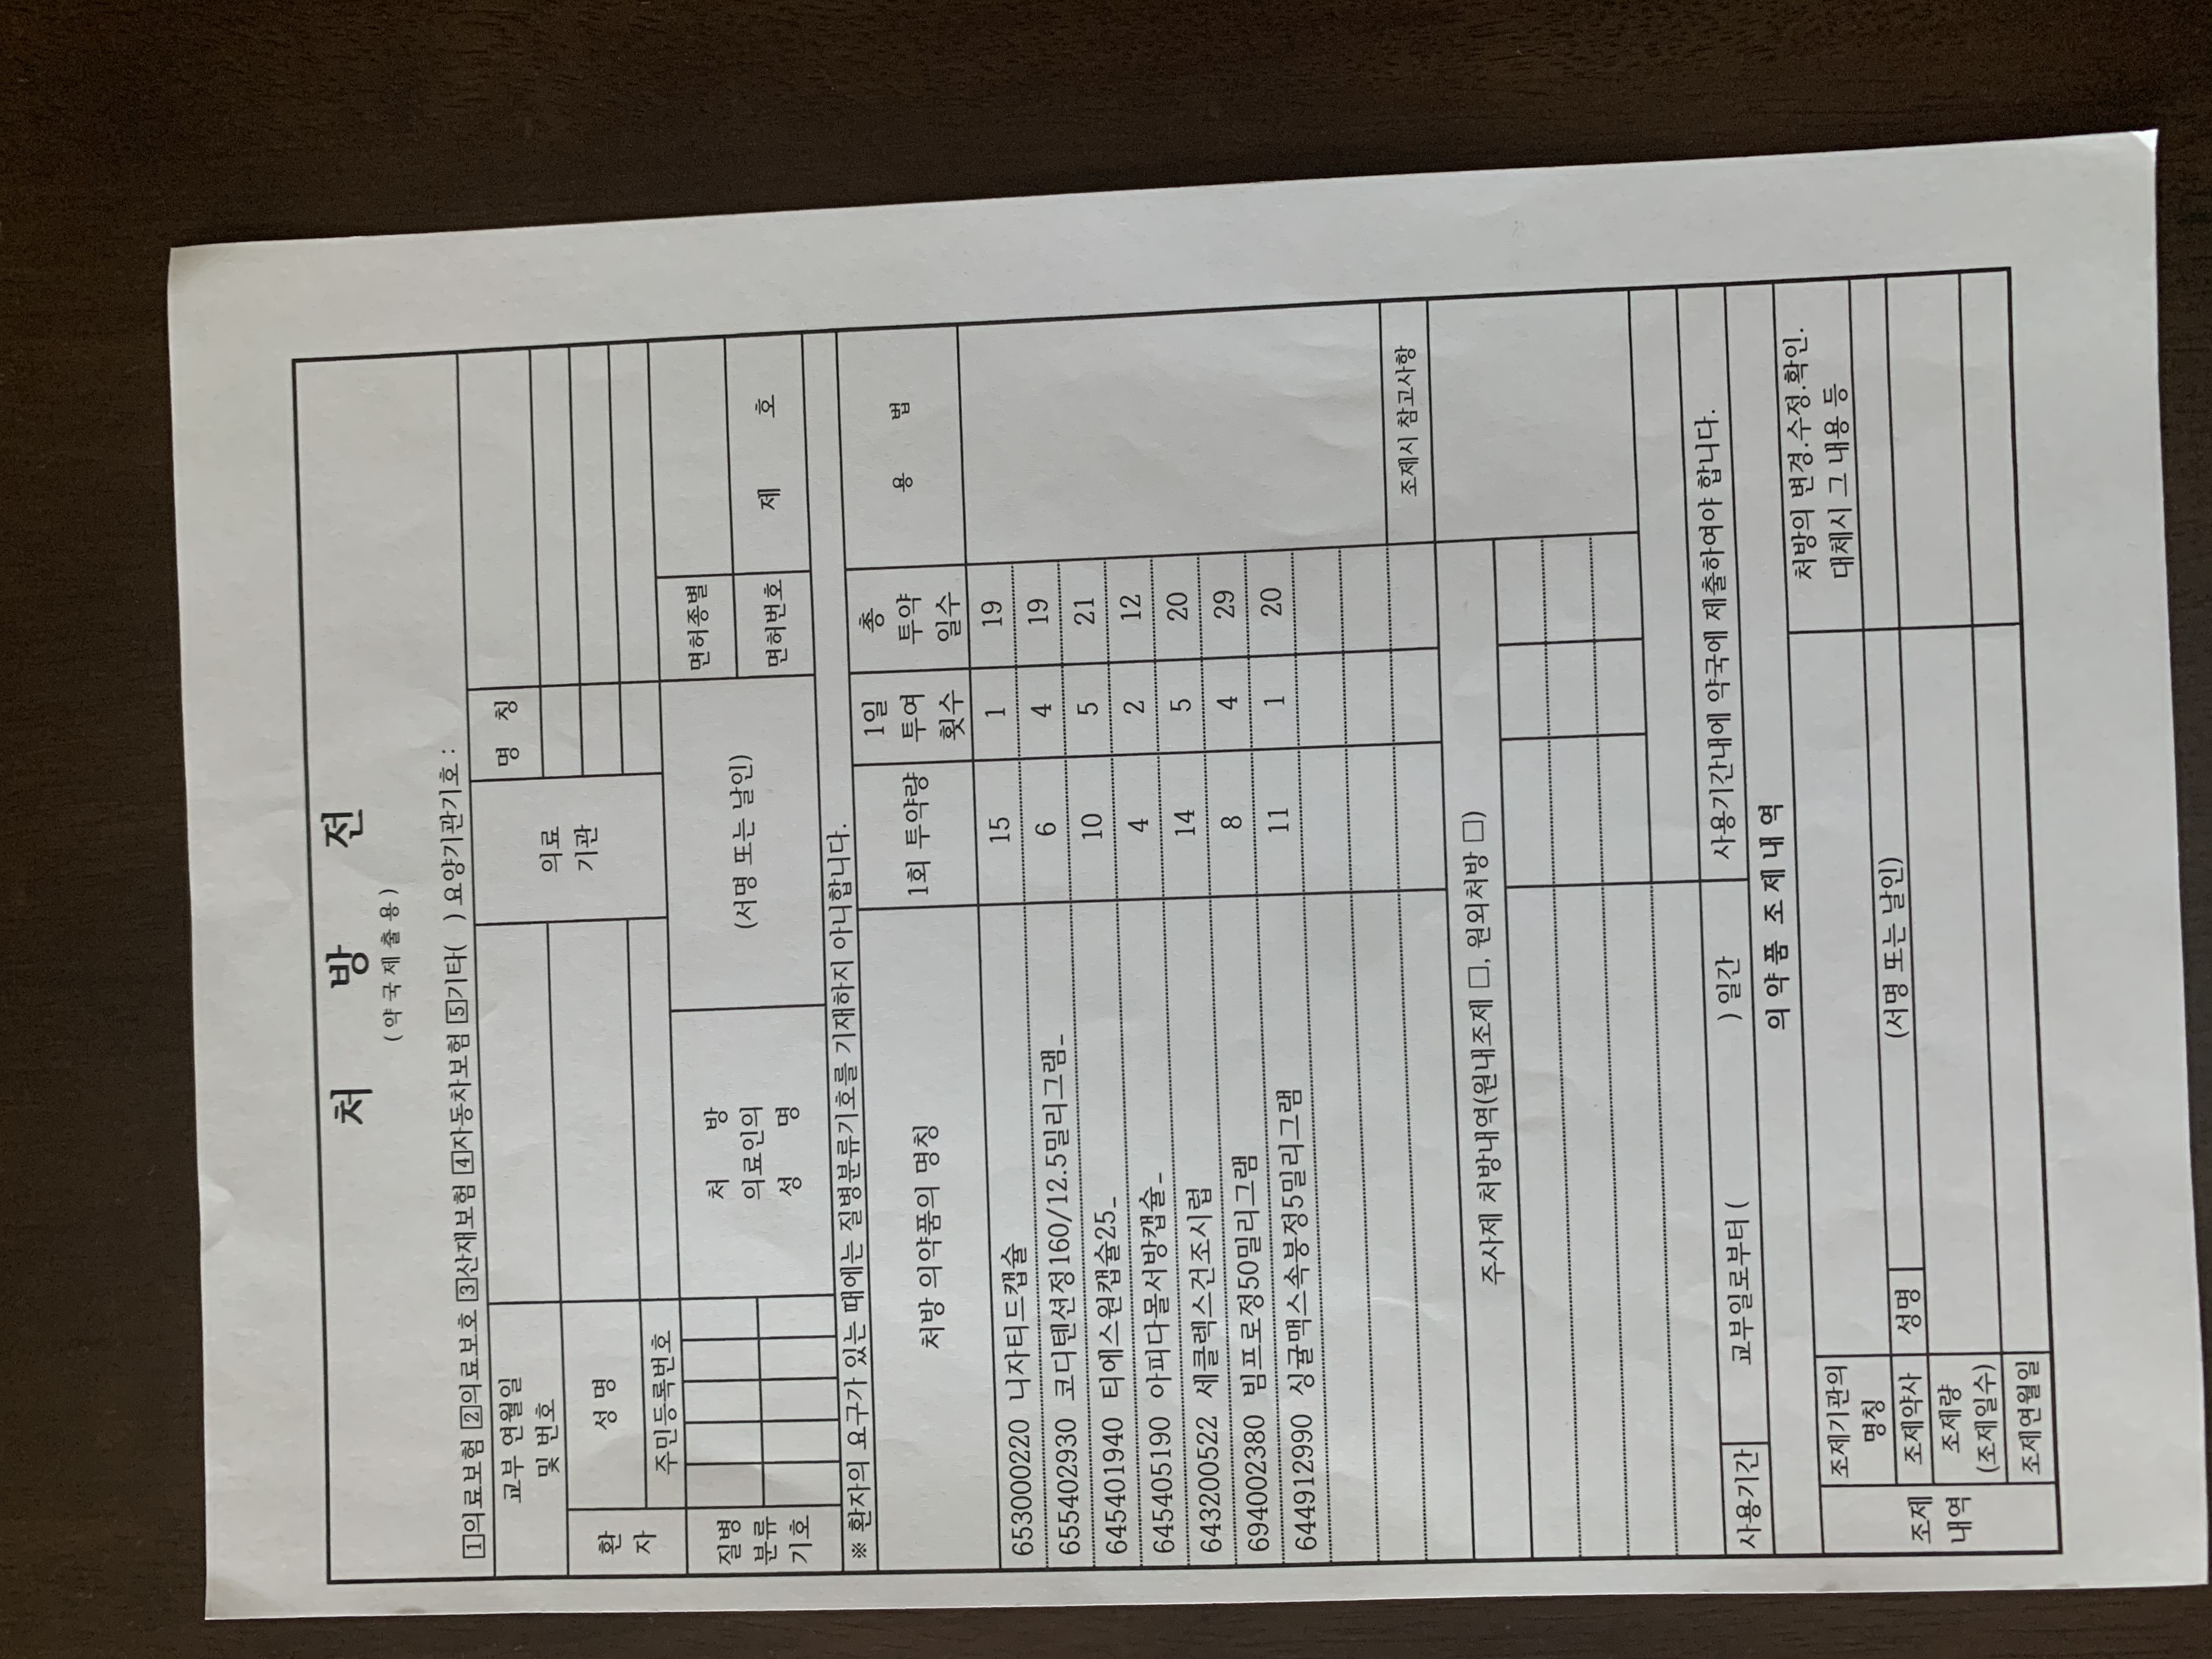 처 방 전
(약국제출용)
1의료보험 2의료보호 3산재보험 4자동차보험 5기타( ) 요양기관기호 :
교부 연월일
및 번호
환
자
성 명
주민등록번호
의료
기관
명 칭
질병
분류
기호
처 방
의료인의
성 명
(서명 또는 날인)
면허종별
면허번호
제 호
※ 환자의 요구가 있는 때에는 질병분류기호를 기재하지 아니합니다.
처방 의약품의 명칭
1회 투약량
1일
투여
횟수
총
투약
일수
용 법
653000220 니자티드캡슐 15 1 19
655402930 코디텐션정160/12.5밀리그램_ 6 4 19
645401940 티에스원캡슐25_ 10 5 21
645405190 아피다몰서방캡슐_ 4 2 12
643200522 세클렉스건조시럽 14 5 20
694002380 빔프로정50밀리그램 8 4 29
644912990 싱귤맥스속붕정5밀리그램 11 1 20
조제시 참고사항
주사제 처방내역(원내조제 □, 원외처방 □)
사용기간
교부일로부터 ( ) 일간
사용기간내에 약국에 제출하여야 합니다.
의 약 품 조 제 내 역
조제
내역
조제기관의
명칭
처방의 변경.수정.확인.
대체시 그 내용 등
조제약사
성명
(서명 또는 날인)
조제량
(조제일수)
조제연월일